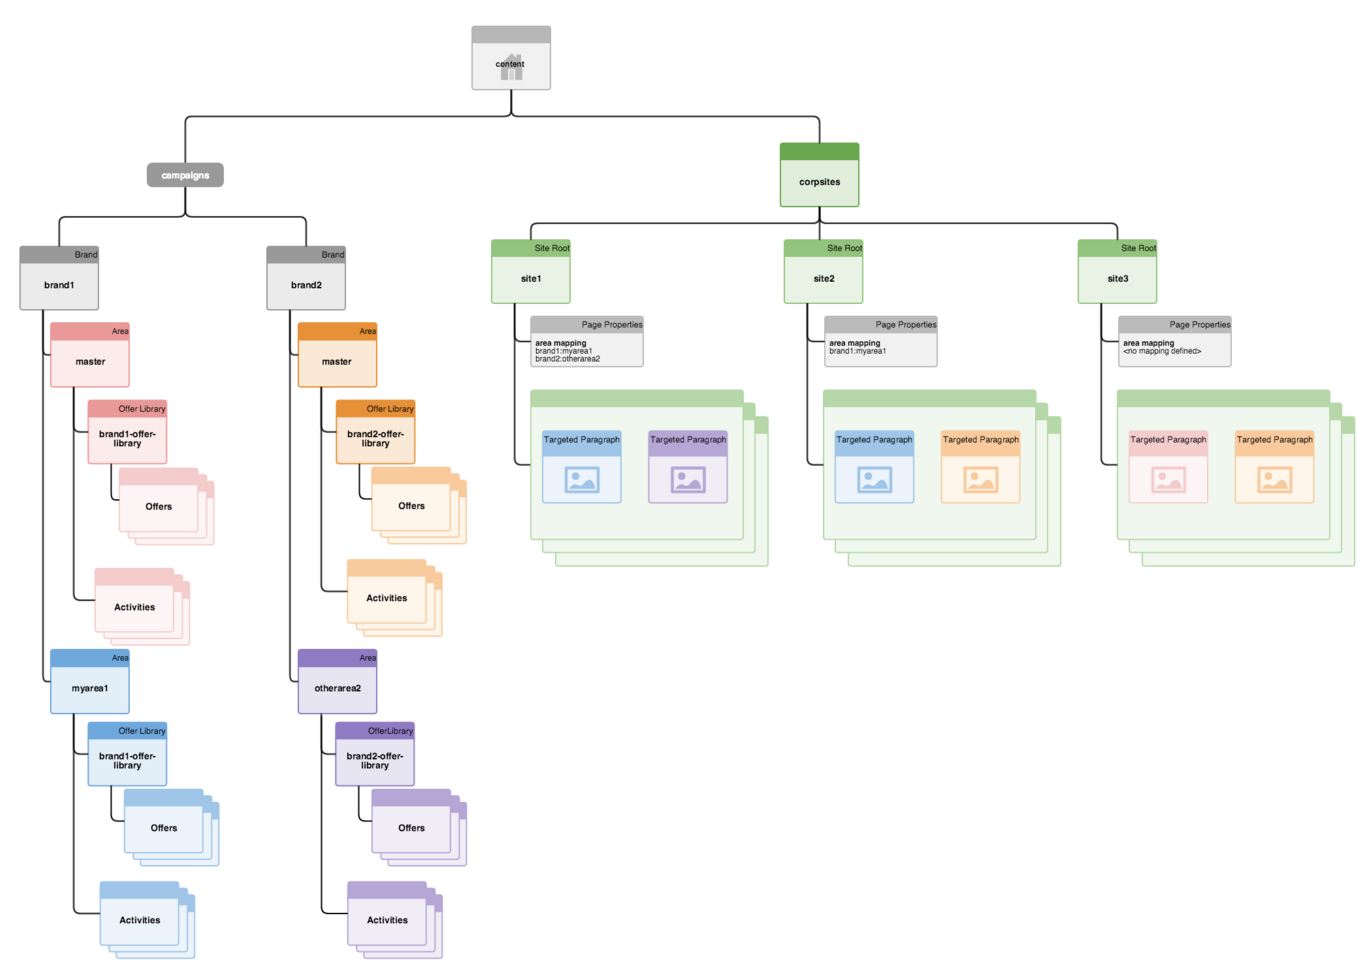 content
campaigns
corpsites
Brand
brand1
Brand
brand2
Site Root
site1
Site Root
site2
Site Root
site3
Area
master
Area
master
Page Properties
area mapping
brand1:myarea1
brand2:otherarea2
Page Properties
area mapping
brand1:myarea1
Page Properties
area mapping
<no mapping defined>
Offer Library
brand1-offer-
library
Offer Library
brand2-offer-
library
Targeted Paragraph
Targeted Paragraph
Targeted Paragraph
Targeted Paragraph
Targeted Paragraph
Targeted Paragraph
Offers
Offers
Activities
Activities
Area
myarea1
Area
otherarea2
Offer Library
brand1-offer-
library
OfferLibrary
brand2-offer-
library
Offers
Offers
Activities
Activities